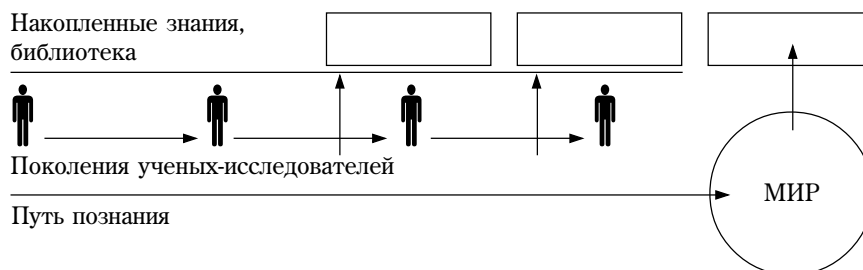 Накопленные знания,
библиотека
Поколения ученых-исследователей
МИР
Путь познания